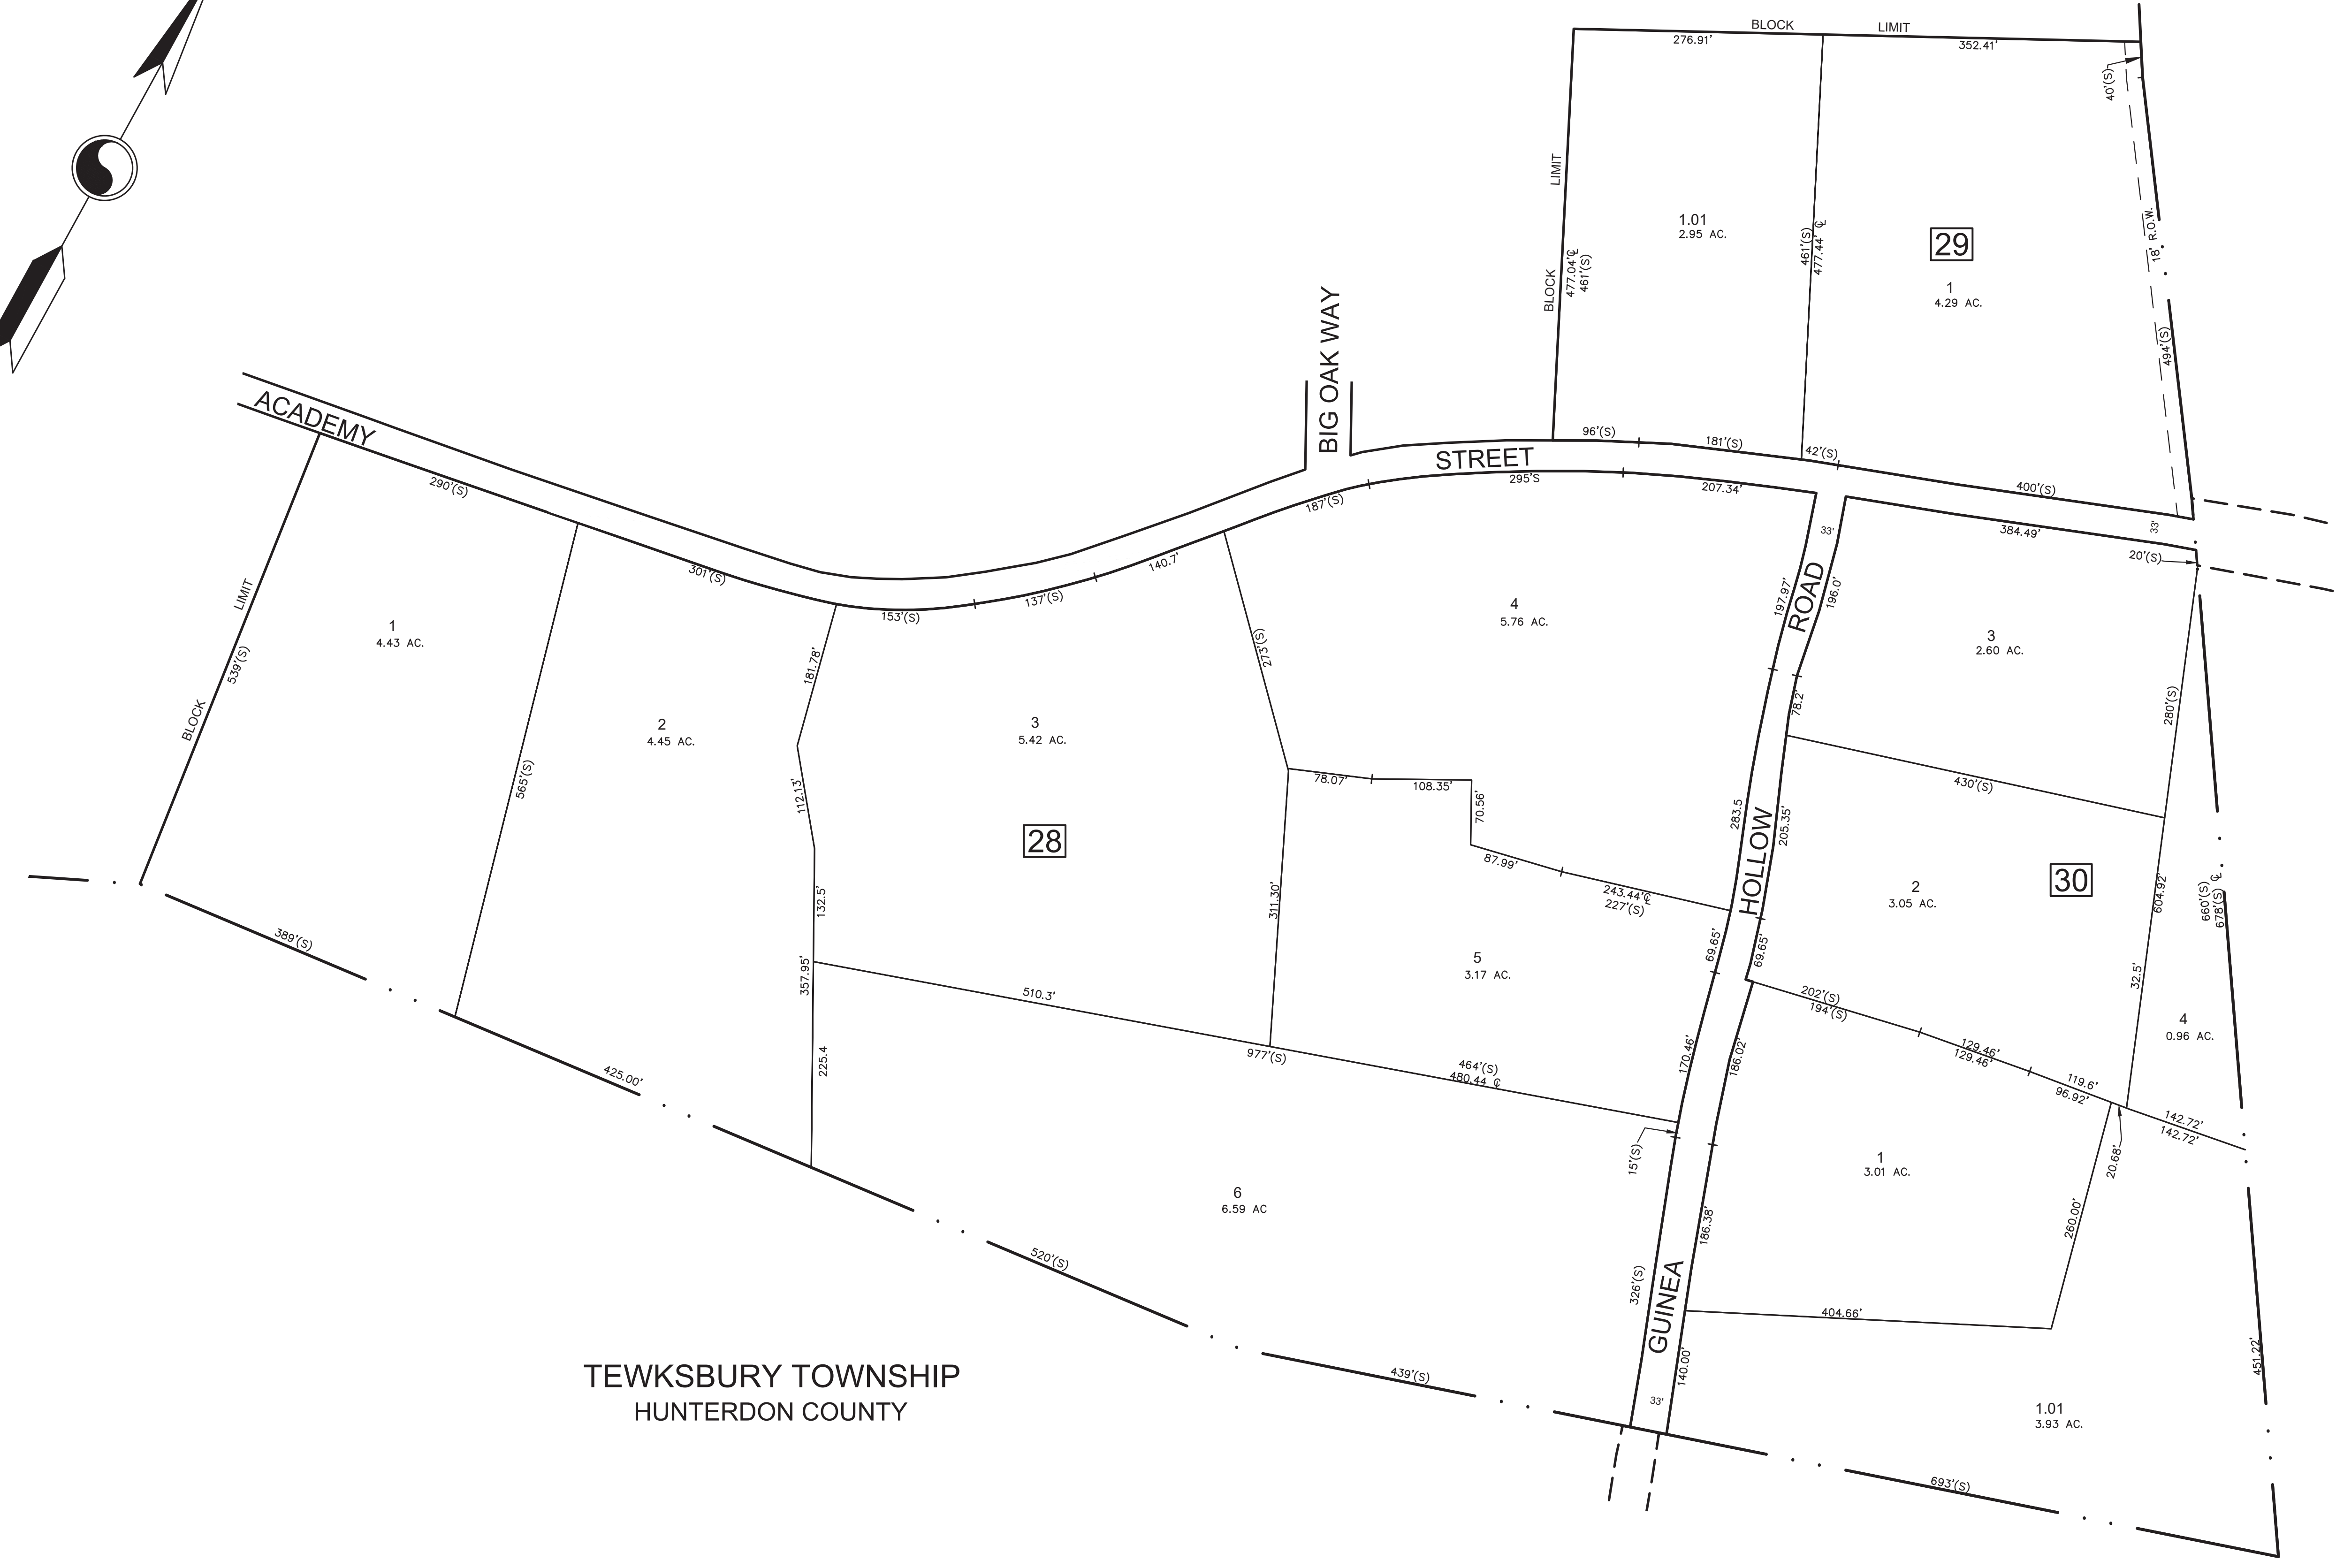 BLOCK LIMIT
276.91'
352.41'
40'(S)
BLOCK LIMIT
477.04'℄
461'(S)
1.01
2.95 AC.
461'(S)
477.44' ℄
29
1
4.29 AC.
18' R.O.W.
494'(S)
BIG OAK WAY
ACADEMY
STREET
96'(S)
181'(S)
42'(S)
400'(S)
290'(S)
301'(S)
153'(S)
137'(S)
140.7'
187'(S)
295'S
207.34'
33'
384.49'
33'
20'(S)
BLOCK LIMIT
539'(S)
1
4.43 AC.
565'(S)
2
4.45 AC.
181.78'
112.13'
132.5'
357.95'
225.4
3
5.42 AC.
28
273'(S)
4
5.76 AC.
78.07'
108.35'
70.56'
87.99'
243.44'℄
227'(S)
311.30'
5
3.17 AC.
510.3'
977'(S)
464'(S)
480.44 ℄
197.97'
ROAD
196.0'
78.2'
283.5
HOLLOW
205.35'
69.65'
69.65'
170.46'
186.02'
15'(S)
326'(S)
GUINEA
186.38'
140.00'
33'
3
2.60 AC.
280'(S)
430'(S)
2
3.05 AC.
30
604.92'
660'(S)
678'(S) ℄
32.5'
4
0.96 AC.
202'(S)
194'(S)
129.46'
129.46'
119.6'
96.92'
142.72'
142.72'
20.68'
1
3.01 AC.
260.00'
404.66'
451.22'
1.01
3.93 AC.
693'(S)
6
6.59 AC
389'(S)
425.00'
520'(S)
439'(S)
TEWKSBURY TOWNSHIP
HUNTERDON COUNTY